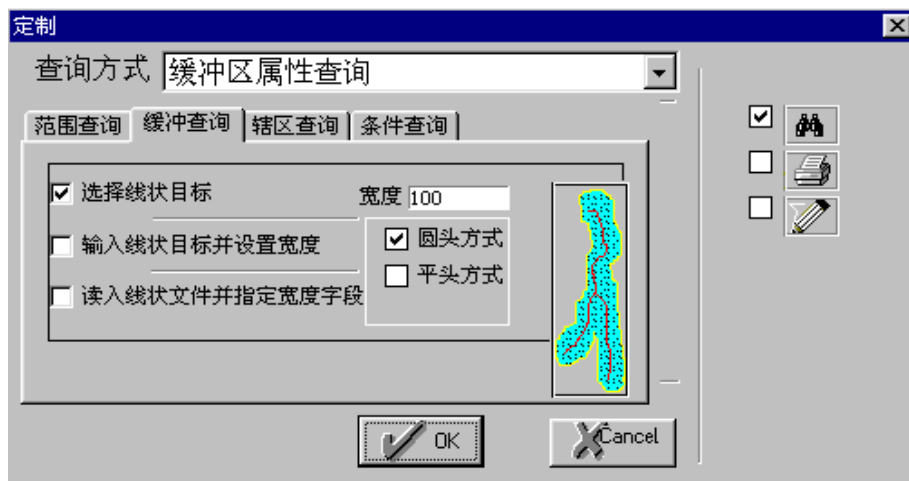 定制
查询方式 缓冲区属性查询
范围查询 缓冲查询 辖区查询 条件查询
选择线状目标 宽度 100
输入线状目标并设置宽度 圆头方式
平头方式
读入线状文件并指定宽度字段
OK Cancel